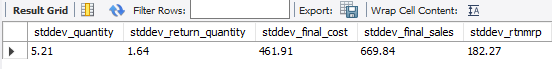 Result Grid Filter Rows: Export: Wrap Cell Content:
stddev_quantity stddev_return_quantity stddev_final_cost stddev_final_sales stddev_rtnmrp
5.21 1.64 461.91 669.84 182.27